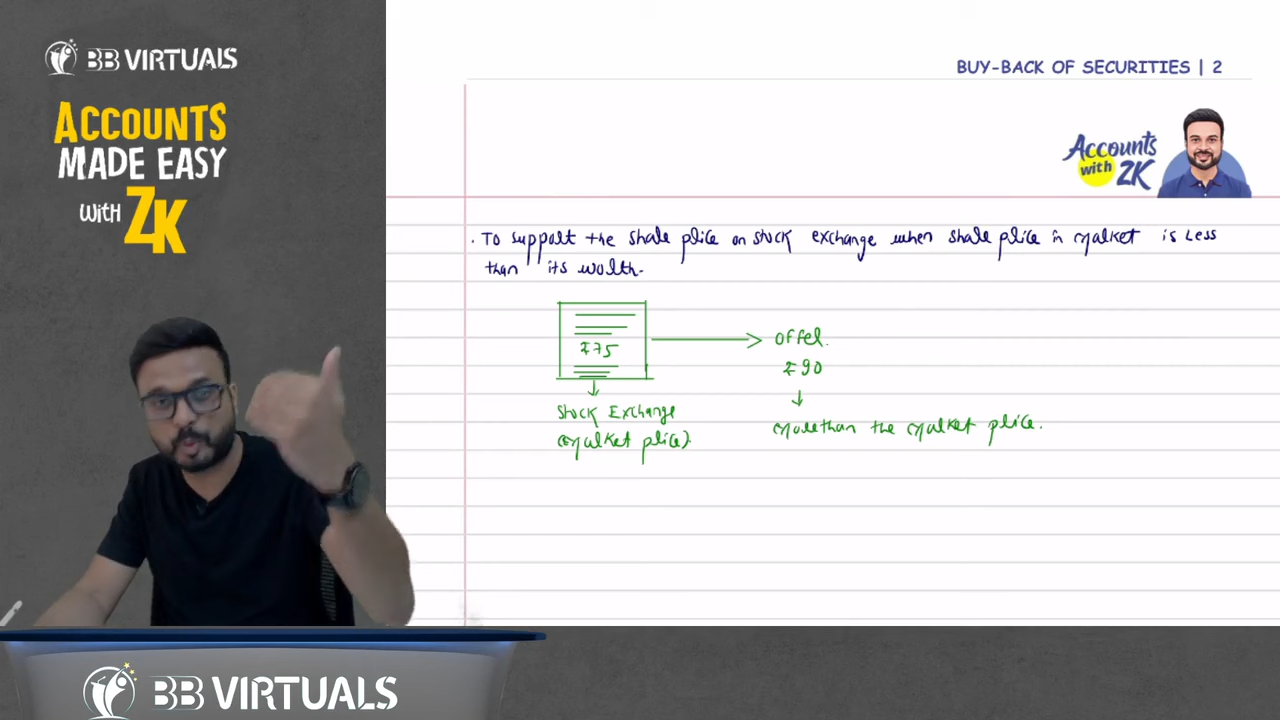 BB VIRTUALS
ACCOUNTS
MADE EASY
WITH ZK
BUY-BACK OF SECURITIES | 2
Accounts
with ZK
. To support the share price on stock exchange when share price in market is less
than its worth.
₹75
Stock Exchange
(market price)
offer.
₹90
more than the market price.
BB VIRTUALS